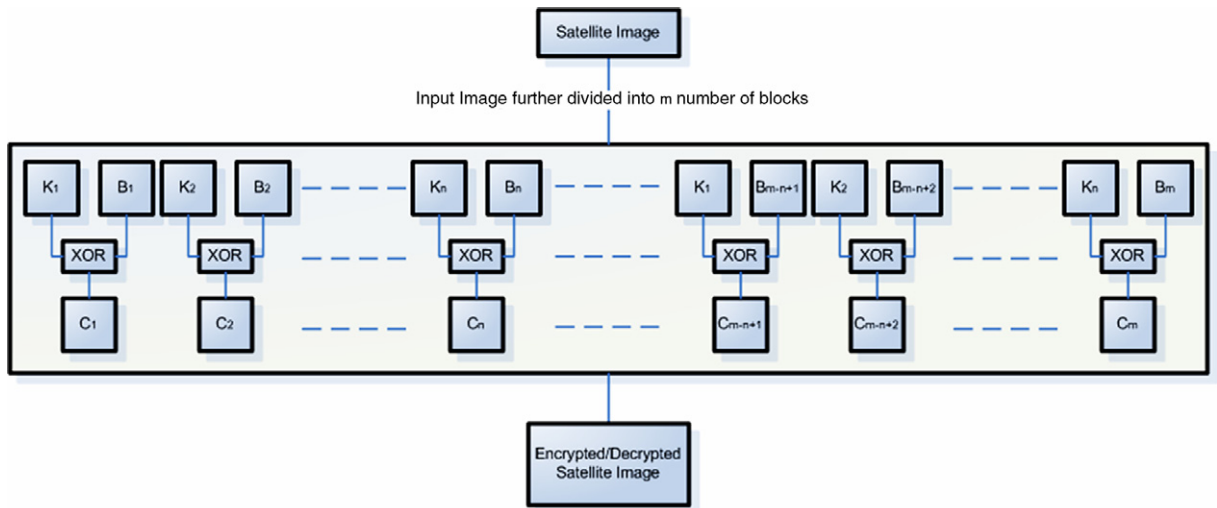 Satellite Image
Input Image further divided into m number of blocks
K1 B1 K2 B2 Kn Bn K1 Bm-n+1 K2 Bm-n+2 Kn Bm
XOR XOR XOR XOR XOR XOR
C1 C2 Cn Cm-n+1 Cm-n+2 Cm
Encrypted/Decrypted
Satellite Image